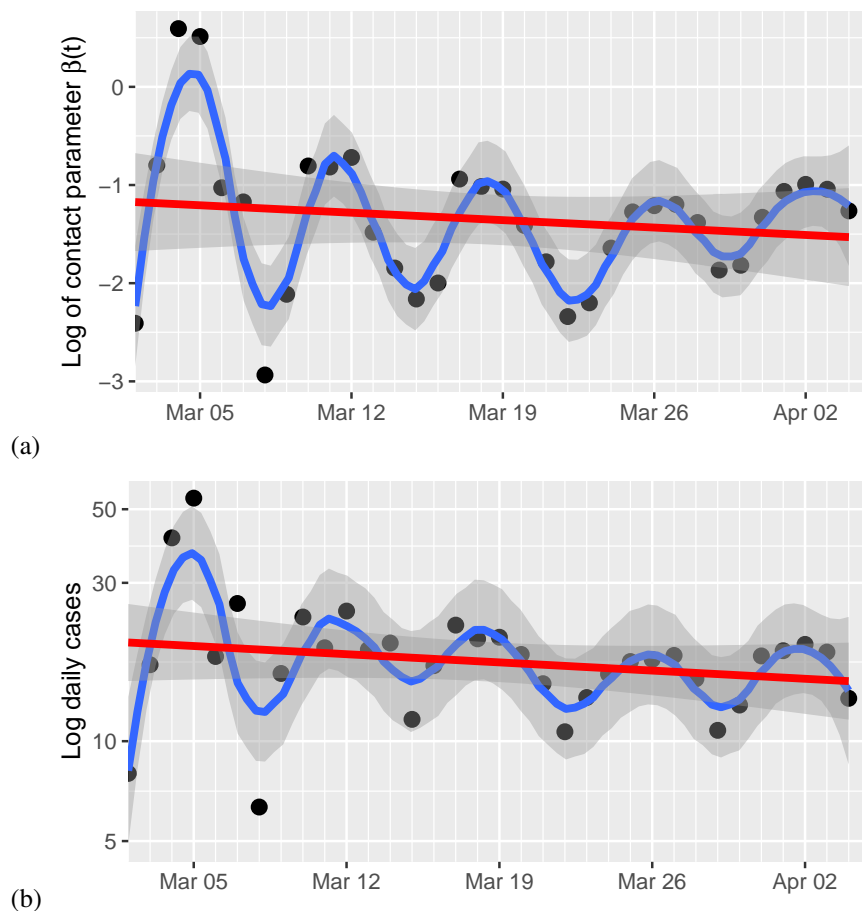 Log of contact parameter β(t)
0
−1
−2
−3
Mar 05 Mar 12 Mar 19 Mar 26 Apr 02
(a)
Log daily cases
50
30
10
5
Mar 05 Mar 12 Mar 19 Mar 26 Apr 02
(b)